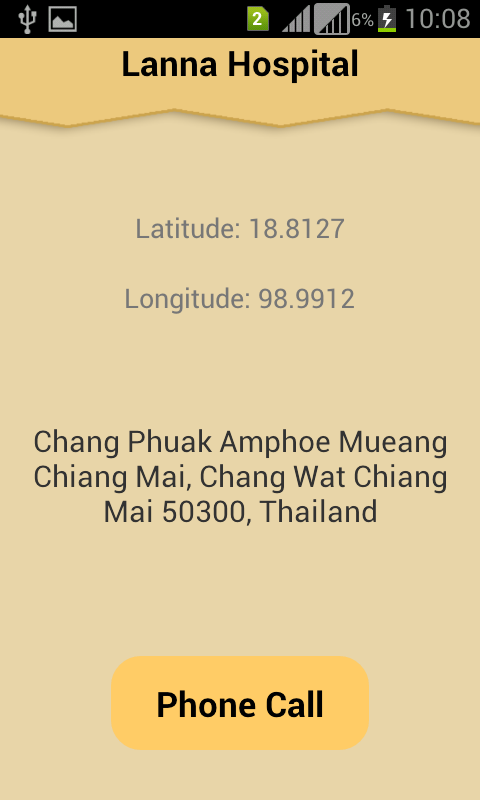 2
6%
10:08
Lanna Hospital
Latitude: 18.8127
Longitude: 98.9912
Chang Phuak Amphoe Mueang
Chiang Mai, Chang Wat Chiang
Mai 50300, Thailand
Phone Call